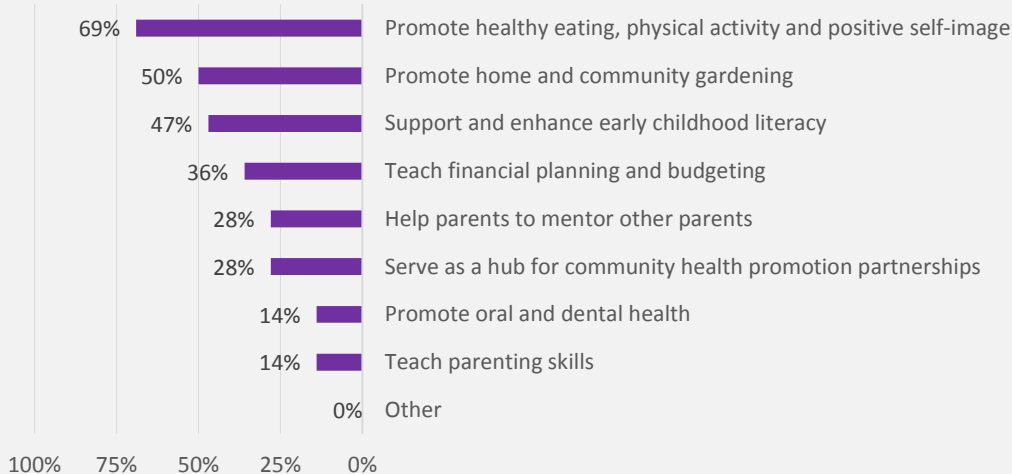 69% Promote healthy eating, physical activity and positive self-image
50% Promote home and community gardening
47% Support and enhance early childhood literacy
36% Teach financial planning and budgeting
28% Help parents to mentor other parents
28% Serve as a hub for community health promotion partnerships
14% Promote oral and dental health
14% Teach parenting skills
0% Other
100% 75% 50% 25% 0%